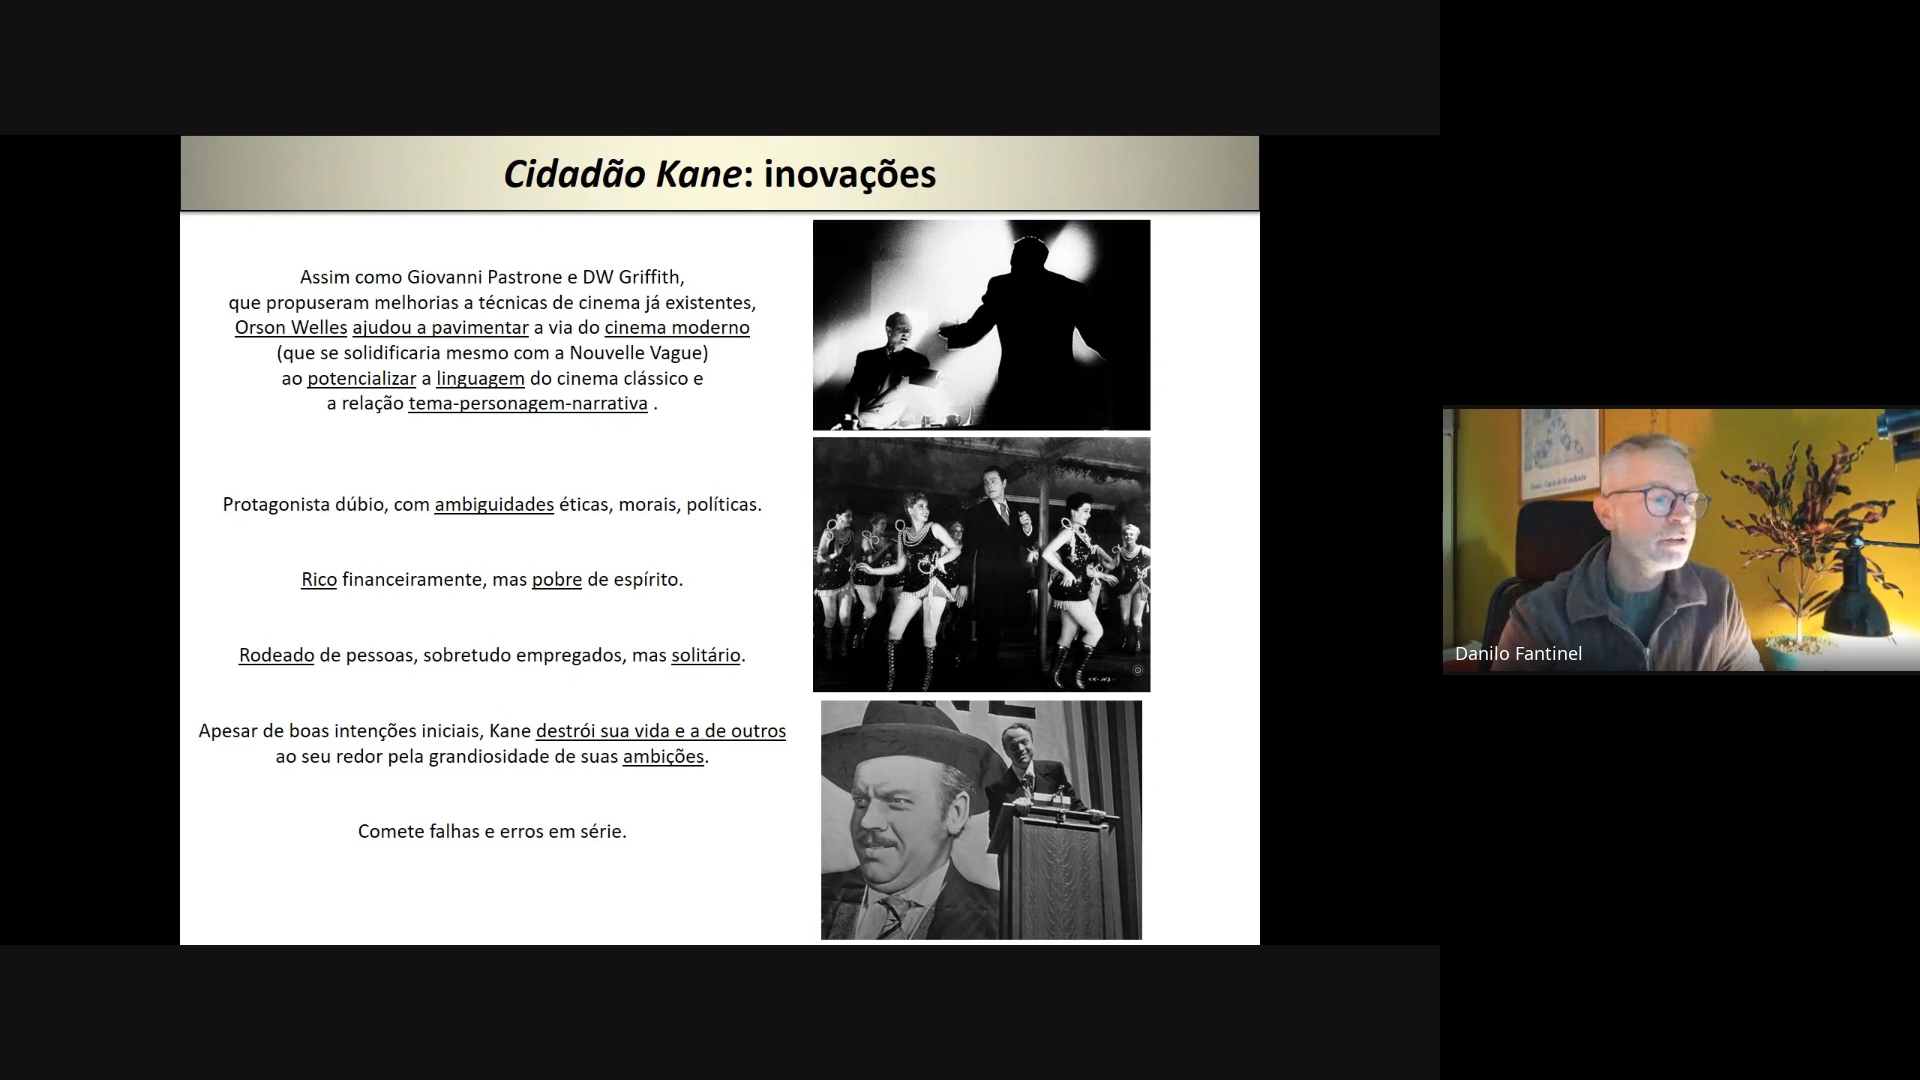 Cidadão Kane: inovações
Assim como Giovanni Pastrone e DW Griffith,
que propuseram melhorias a técnicas de cinema já existentes,
Orson Welles ajudou a pavimentar a via do cinema moderno
(que se solidificaria mesmo com a Nouvelle Vague)
ao potencializar a linguagem do cinema clássico e
a relação tema-personagem-narrativa .
Protagonista dúbio, com ambiguidades éticas, morais, políticas.
Rico financeiramente, mas pobre de espírito.
Rodeado de pessoas, sobretudo empregados, mas solitário.
Apesar de boas intenções iniciais, Kane destrói sua vida e a de outros
ao seu redor pela grandiosidade de suas ambições.
Comete falhas e erros em série.
Danilo Fantinel